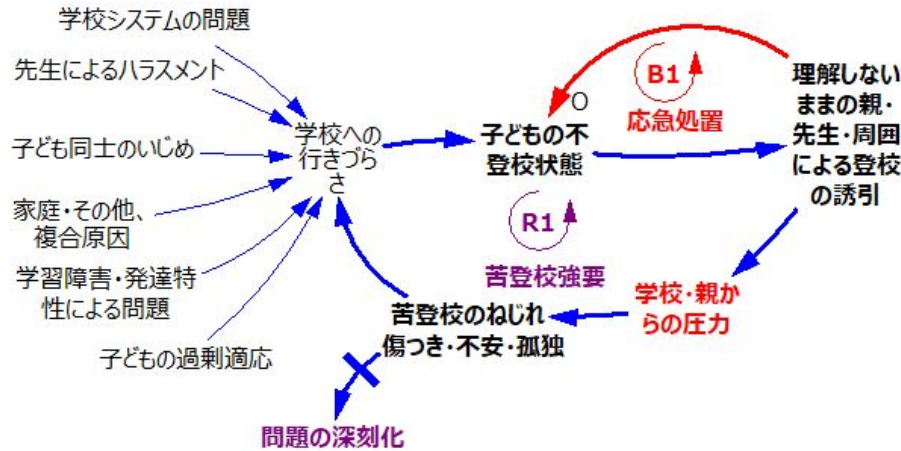 学校システムの問題
先生によるハラスメント
子ども同士のいじめ
家庭・その他、
複合原因
学習障害・発達特
性による問題
子どもの過剰適応
学校への
行きづら
さ
子どもの不
登校状態
O
B1
応急処置
理解しない
ままの親・
先生・周囲
による登校
の誘引
R1
苦登校強要
学校・親か
らの圧力
苦登校のねじれ
傷つき・不安・孤独
問題の深刻化